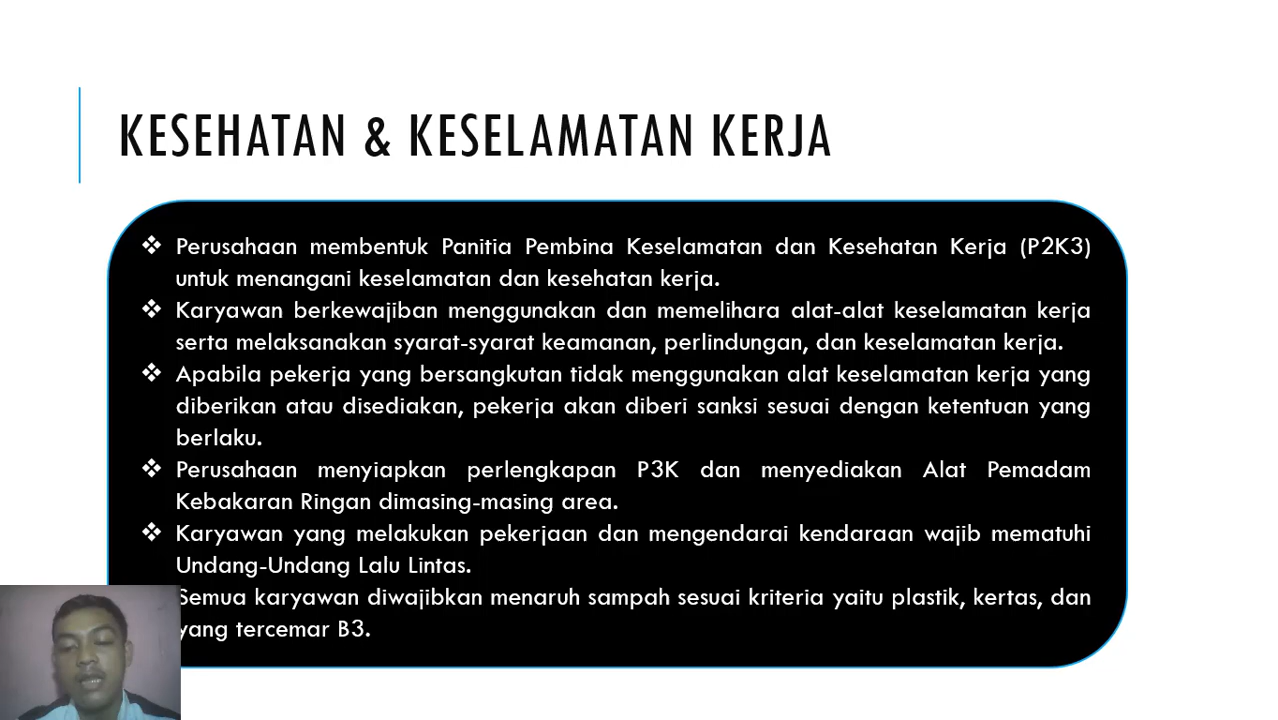 KESEHATAN & KESELAMATAN KERJA
❖ Perusahaan membentuk Panitia Pembina Keselamatan dan Kesehatan Kerja (P2K3)
untuk menangani keselamatan dan kesehatan kerja.
❖ Karyawan berkewajiban menggunakan dan memelihara alat-alat keselamatan kerja
serta melaksanakan syarat-syarat keamanan, perlindungan, dan keselamatan kerja.
❖ Apabila pekerja yang bersangkutan tidak menggunakan alat keselamatan kerja yang
diberikan atau disediakan, pekerja akan diberi sanksi sesuai dengan ketentuan yang
berlaku.
❖ Perusahaan menyiapkan perlengkapan P3K dan menyediakan Alat Pemadam
Kebakaran Ringan dimasing-masing area.
❖ Karyawan yang melakukan pekerjaan dan mengendarai kendaraan wajib mematuhi
Undang-Undang Lalu Lintas.
Semua karyawan diwajibkan menaruh sampah sesuai kriteria yaitu plastik, kertas, dan
yang tercemar B3.